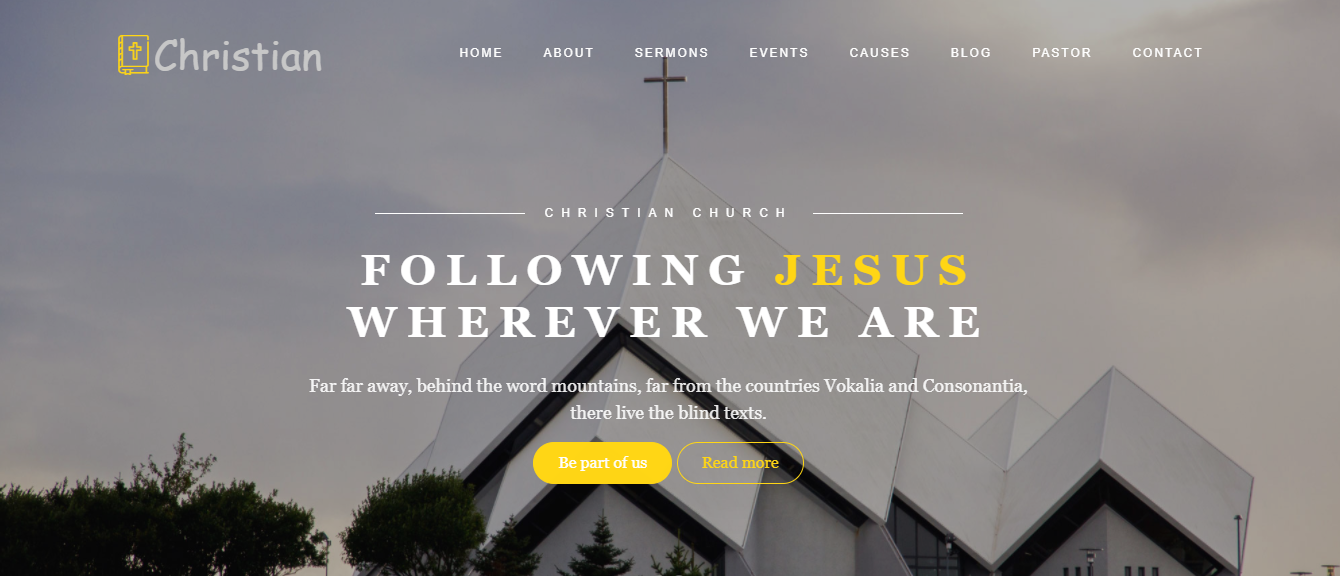 Christian
HOME ABOUT SERMONS EVENTS CAUSES BLOG PASTOR CONTACT
CHRISTIAN CHURCH
FOLLOWING JESUS
WHEREVER WE ARE
Far far away, behind the word mountains, far from the countries Vokalia and Consonantia,
there live the blind texts.
Be part of us Read more